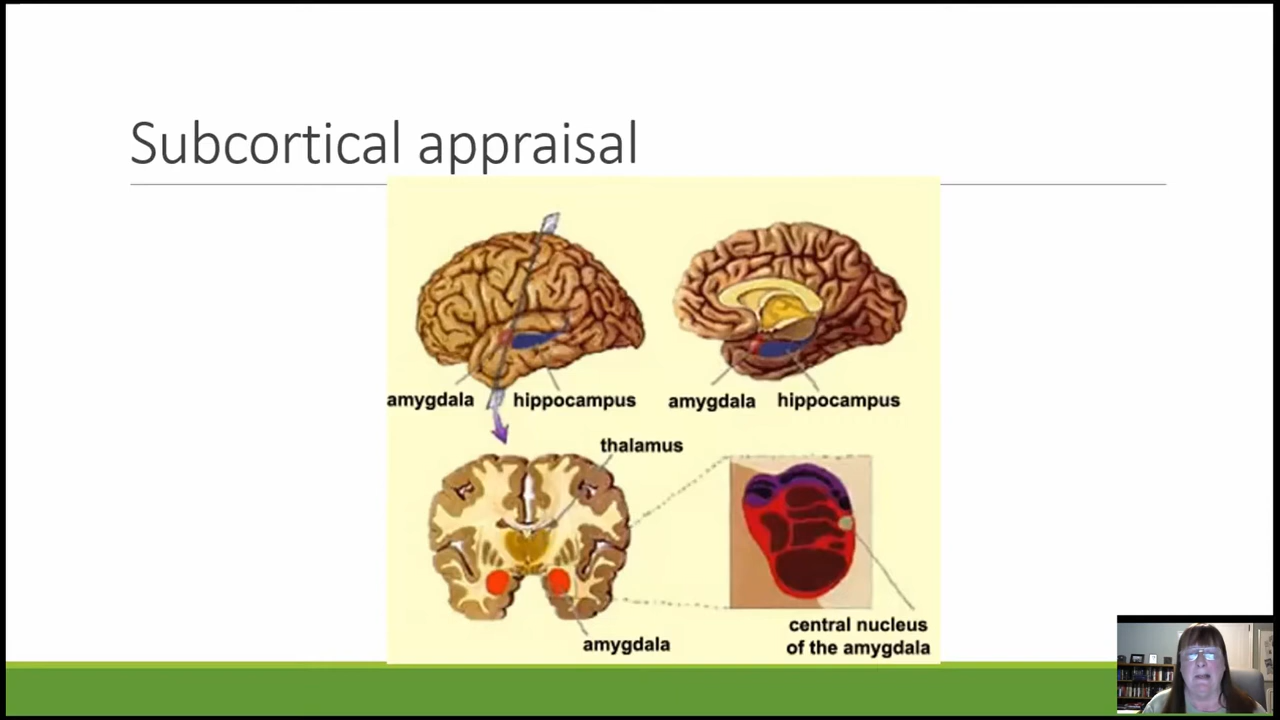 Subcortical appraisal
amygdala
hippocampus
amygdala
hippocampus
thalamus
amygdala
central nucleus
of the amygdala